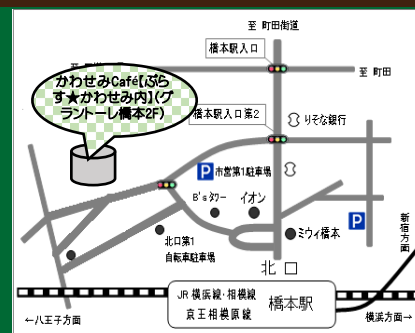 至 町田街道
橋本駅入口
至 町田
かわせみCafé【ぷら
す★かわせみ内】(グ
ラントーレ橋本2F)
橋本駅入口第2
りそな銀行
P 市営第1駐車場
B'sタワー
イオン
P
北口第1
自転車駐車場
ミウィ橋本
新宿方面
北 口
JR 横浜線・相模線
京王相模原線
橋本駅
←八王子方面
横浜方面→